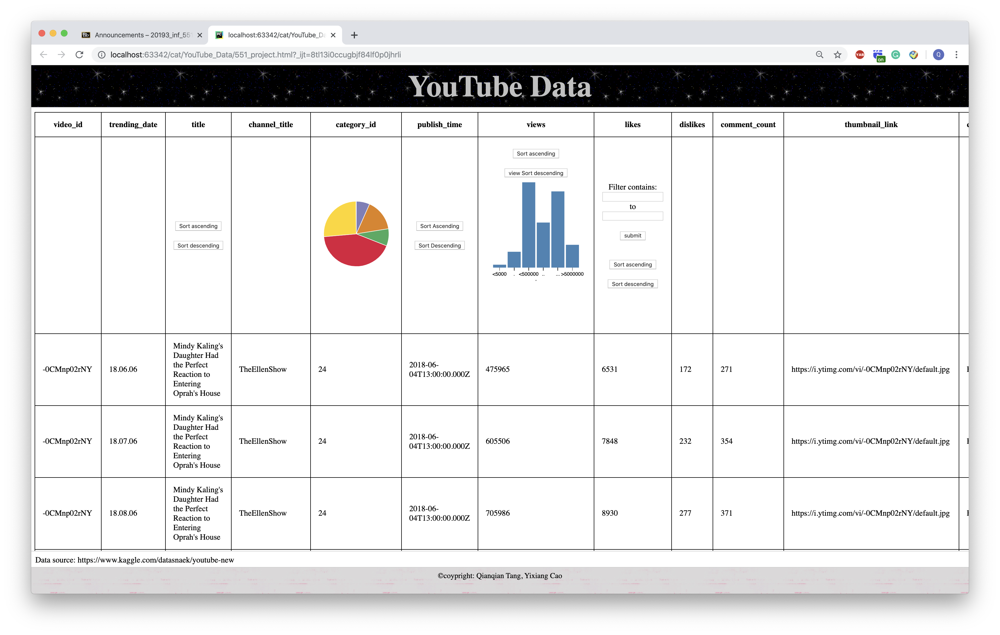 Announcements – 20193_inf_551
localhost:63342/cat/YouTube_Da
localhost:63342/cat/YouTube_Data/551_project.html?_ijt=8tl13i0ccugbjf84lf0p0jhrli
YAB
on
Q
YouTube Data
video_id trending_date title channel_title category_id publish_time views likes dislikes comment_count thumbnail_link
Sort ascending
Sort descending
Sort Ascending
Sort Descending
Sort ascending
view Sort descending
<5000 . <500000 .. ... >5000000
.
Filter contains:
to
submit
Sort ascending
Sort descending
-0CMnp02rNY
18.06.06
Mindy Kaling's
Daughter Had
the Perfect
Reaction to
Entering
Oprah's House
TheEllenShow
24
2018-06-
04T13:00:00.000Z
475965
6531
172
271
https://i.ytimg.com/vi/-0CMnp02rNY/default.jpg
-0CMnp02rNY
18.07.06
Mindy Kaling's
Daughter Had
the Perfect
Reaction to
Entering
Oprah's House
TheEllenShow
24
2018-06-
04T13:00:00.000Z
605506
7848
232
354
https://i.ytimg.com/vi/-0CMnp02rNY/default.jpg
-0CMnp02rNY
18.08.06
Mindy Kaling's
Daughter Had
the Perfect
Reaction to
Entering
Oprah's House
TheEllenShow
24
2018-06-
04T13:00:00.000Z
705986
8930
277
371
https://i.ytimg.com/vi/-0CMnp02rNY/default.jpg
Data source: https://www.kaggle.com/datasnaek/youtube-new
©coypright: Qianqian Tang, Yixiang Cao